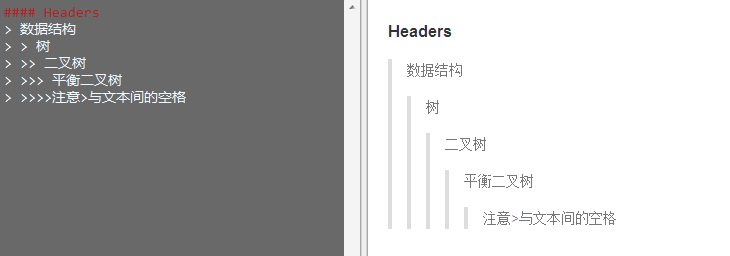 #### Headers
> 数据结构
> > 树
> >> 二叉树
> >>> 平衡二叉树
> >>>>注意>与文本间的空格
Headers
数据结构
树
二叉树
平衡二叉树
注意>与文本间的空格